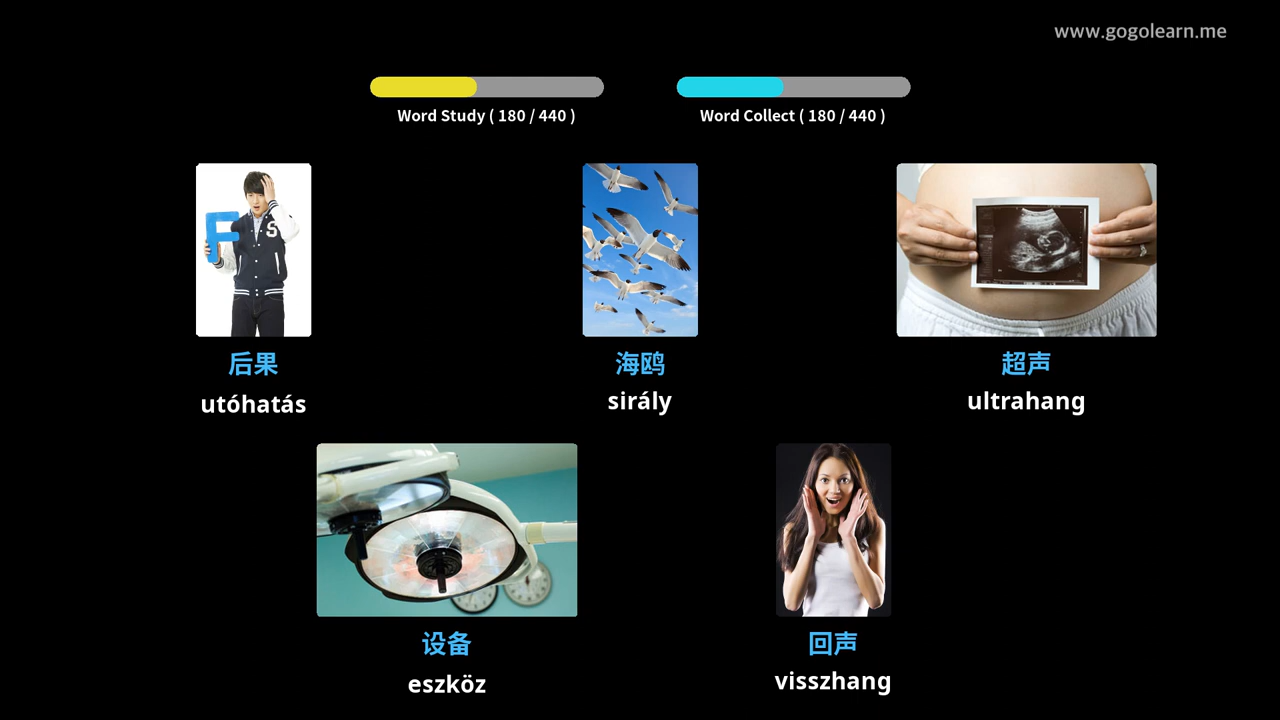 www.gogolearn.me
Word Study ( 180 / 440 )
Word Collect ( 180 / 440 )
F
S
后果
utóhatás
海鸥
sirály
超声
ultrahang
设备
eszköz
回声
visszhang